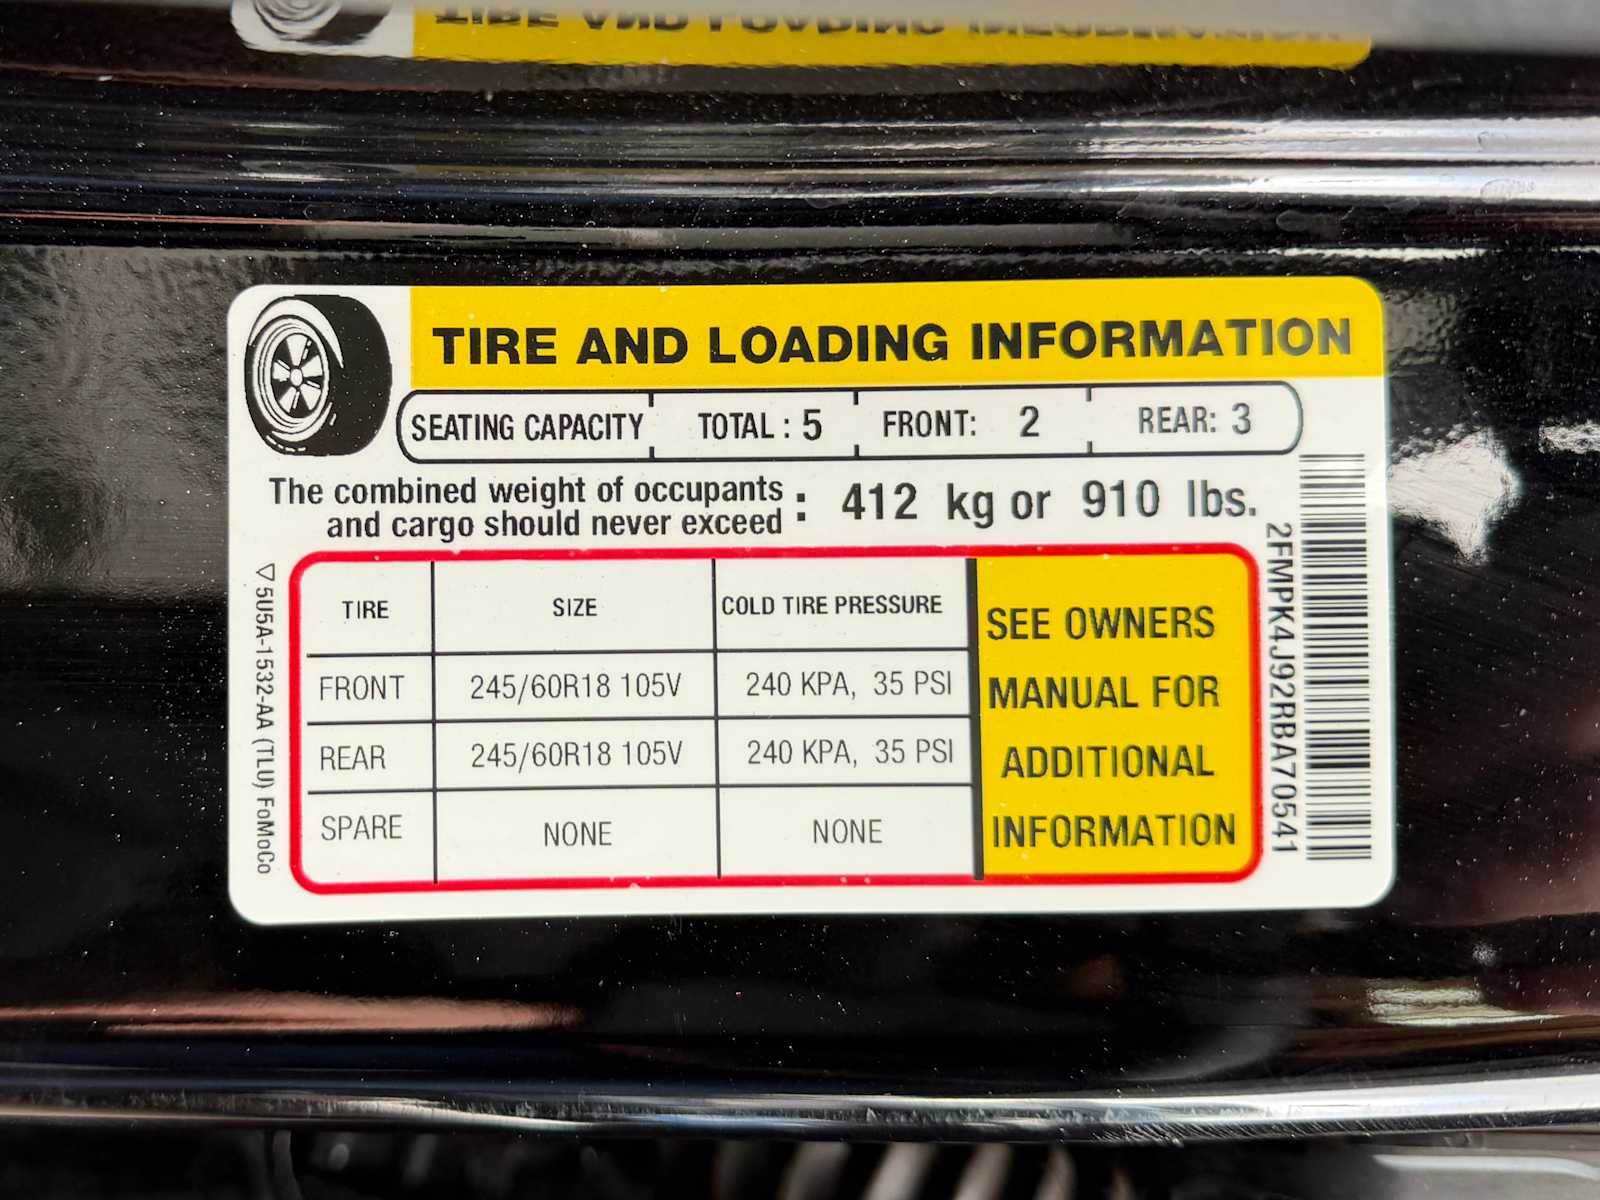 TIRE AND LOADING INFORMATION
SEATING CAPACITY TOTAL : 5 FRONT: 2 REAR: 3
The combined weight of occupants
and cargo should never exceed : 412 kg or 910 lbs.
TIRE SIZE COLD TIRE PRESSURE
FRONT 245/60R18 105V 240 KPA, 35 PSI
REAR 245/60R18 105V 240 KPA, 35 PSI
SPARE NONE NONE
SEE OWNERS
MANUAL FOR
ADDITIONAL
INFORMATION
2FMPK4J92RBA70541
▽5U5A-1532-AA (TLU) FoMoCo